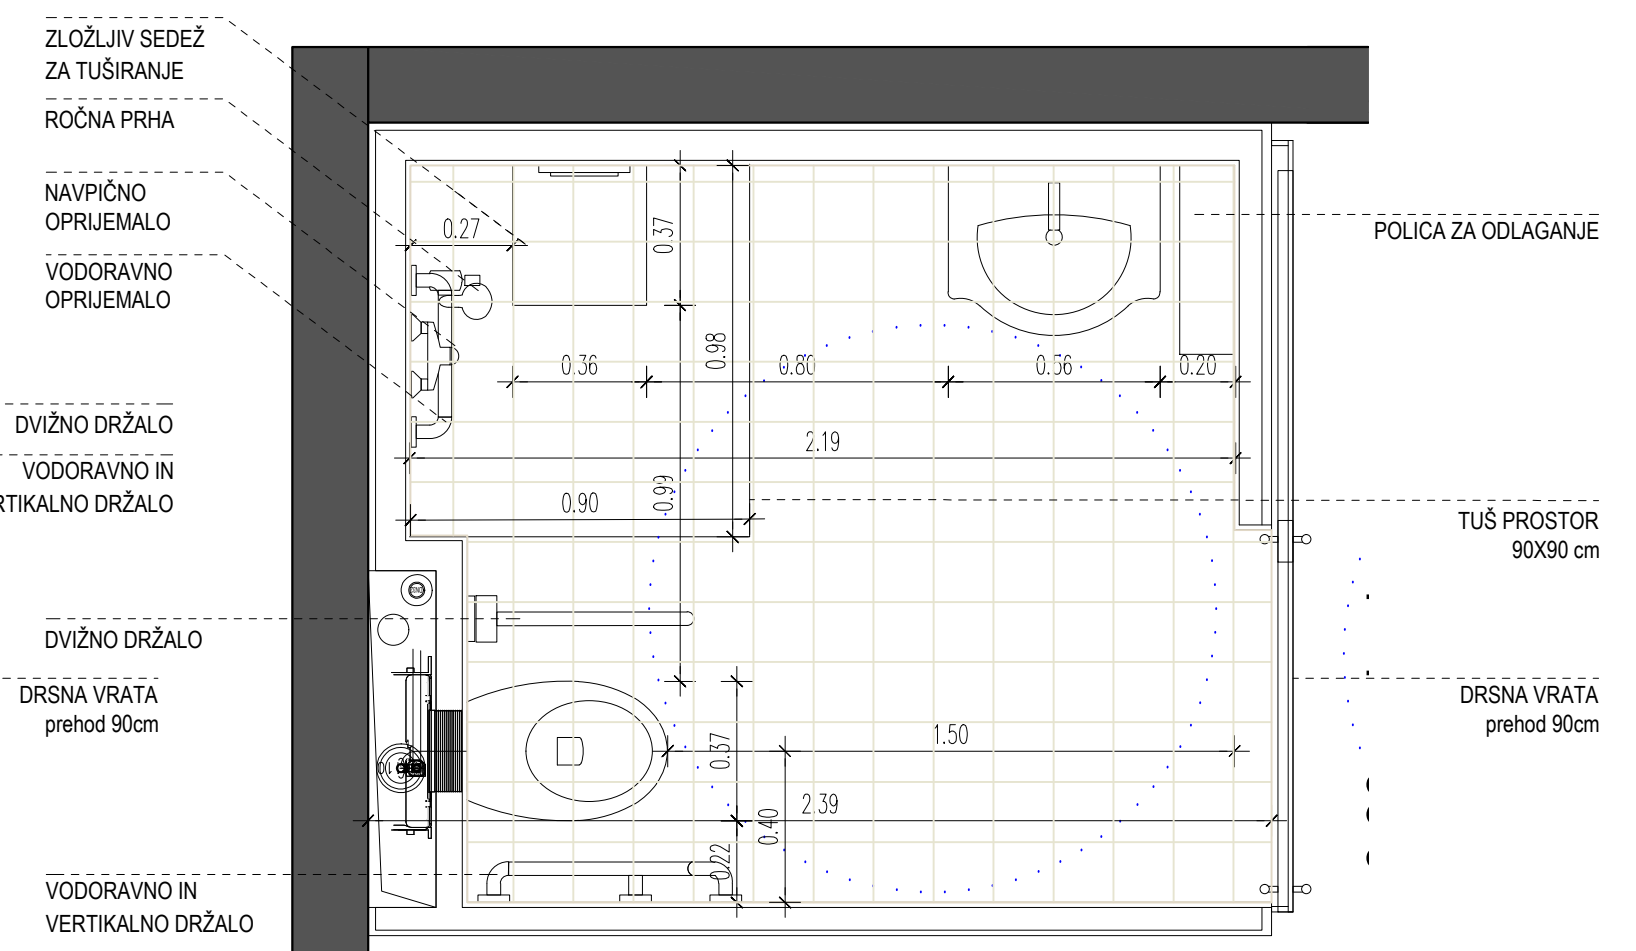 ZLOŽLJIV SEDEŽ
ZA TUŠIRANJE
ROČNA PRHA
NAVPIČNO
OPRIJEMALO
VODORAVNO
OPRIJEMALO
DVIŽNO DRŽALO
VODORAVNO IN
RTIKALNO DRŽALO
DVIŽNO DRŽALO
DRSNA VRATA
prehod 90cm
VODORAVNO IN
VERTIKALNO DRŽALO
0.27
0.37
0.98
0.36
0.80
0.56
0.20
2.19
0.90
0.99
1.50
0.37
2.39
0.40
0.22
POLICA ZA ODLAGANJE
TUŠ PROSTOR
90X90 cm
DRSNA VRATA
prehod 90cm